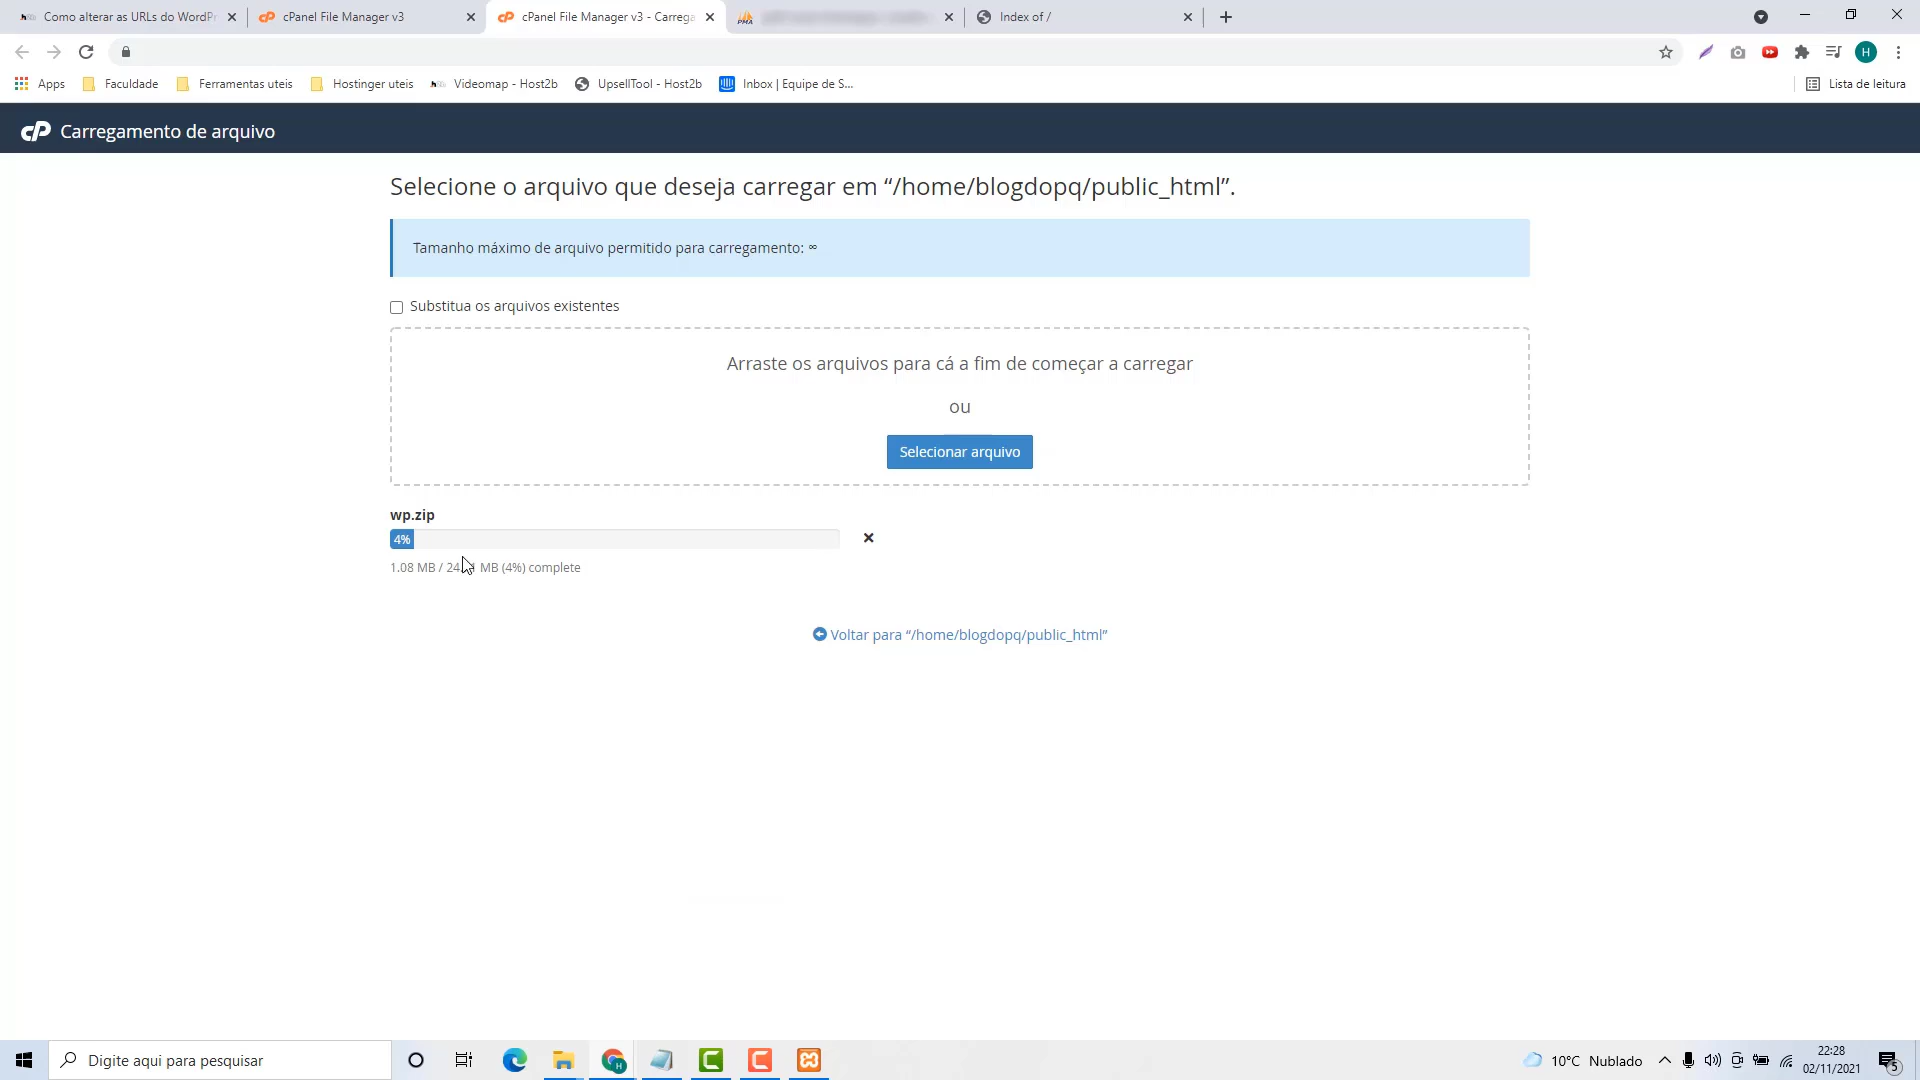 Como alterar as URLs do WordPr
cPanel File Manager v3
cPanel File Manager v3 - Carrega
Index of /
Apps
Faculdade
Ferramentas uteis
Hostinger uteis
Videomap - Host2b
UpsellTool - Host2b
Inbox | Equipe de S...
Lista de leitura
Carregamento de arquivo
Selecione o arquivo que deseja carregar em “/home/blogdopq/public_html”.
Tamanho máximo de arquivo permitido para carregamento: ∞
Substitua os arquivos existentes
Arraste os arquivos para cá a fim de começar a carregar
ou
Selecionar arquivo
wp.zip
4%
1.08 MB / MB (4%) complete
Voltar para “/home/blogdopq/public_html”
Digite aqui para pesquisar
10°C Nublado
22:28
02/11/2021
5